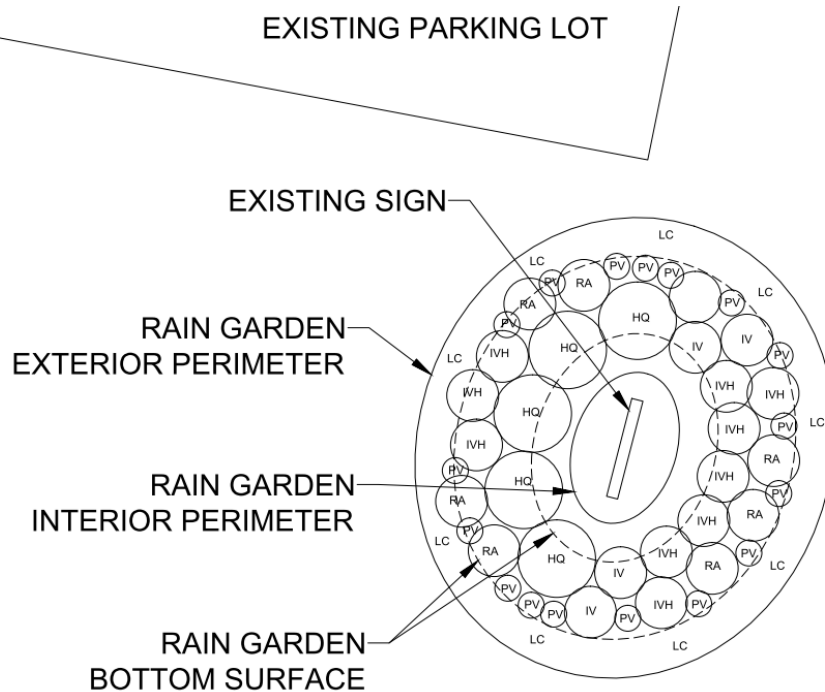 EXISTING PARKING LOT
EXISTING SIGN
LC
LC
PV
PV
PV
PV
RA
LC
RA
PV
HQ
PV
RAIN GARDEN
EXTERIOR PERIMETER
IV
IV
HQ
IVH
PV
LC
IVH
IVH
IVH
HQ
LC
PV
IVH
IVH
RA
PV
IVH
HQ
RAIN GARDEN
INTERIOR PERIMETER
PV
RA
RA
IVH
PV
LC
RA
PV
IVH
HQ
LC
RA
IV
PV
PV
PV
IV
IVH
PV
PV
LC
LC
RAIN GARDEN
BOTTOM SURFACE